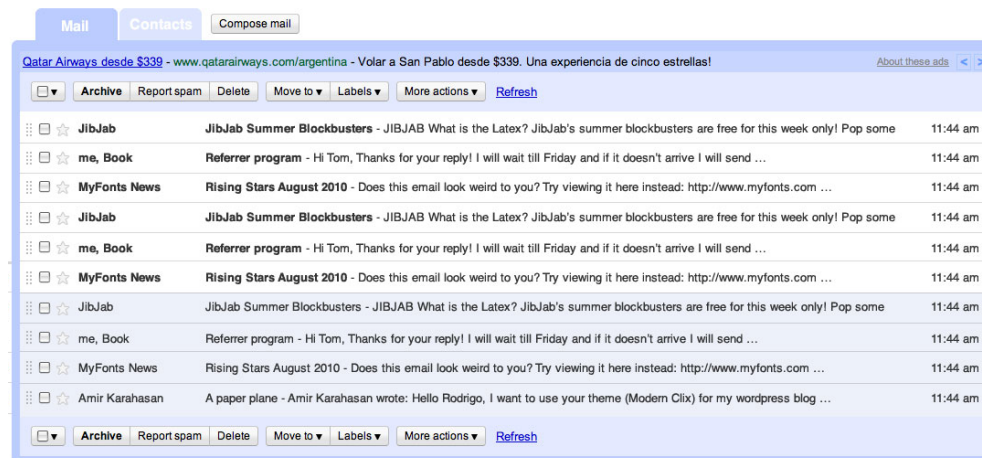 Mail Contacts Compose mail
Qatar Airways desde $339 - www.qatarairways.com/argentina - Volar a San Pablo desde $339. Una experiencia de cinco estrellas! About these ads < >
Archive Report spam Delete Move to ▾ Labels ▾ More actions ▾ Refresh
JibJab JibJab Summer Blockbusters - JIBJAB What is the Latex? JibJab's summer blockbusters are free for this week only! Pop some 11:44 am
me, Book Referrer program - Hi Tom, Thanks for your reply! I will wait till Friday and if it doesn't arrive I will send ... 11:44 am
MyFonts News Rising Stars August 2010 - Does this email look weird to you? Try viewing it here instead: http://www.myfonts.com ... 11:44 am
JibJab JibJab Summer Blockbusters - JIBJAB What is the Latex? JibJab's summer blockbusters are free for this week only! Pop some 11:44 am
me, Book Referrer program - Hi Tom, Thanks for your reply! I will wait till Friday and if it doesn't arrive I will send ... 11:44 am
MyFonts News Rising Stars August 2010 - Does this email look weird to you? Try viewing it here instead: http://www.myfonts.com ... 11:44 am
JibJab JibJab Summer Blockbusters - JIBJAB What is the Latex? JibJab's summer blockbusters are free for this week only! Pop some 11:44 am
me, Book Referrer program - Hi Tom, Thanks for your reply! I will wait till Friday and if it doesn't arrive I will send ... 11:44 am
MyFonts News Rising Stars August 2010 - Does this email look weird to you? Try viewing it here instead: http://www.myfonts.com ... 11:44 am
Amir Karahasan A paper plane - Amir Karahasan wrote: Hello Rodrigo, I want to use your theme (Modern Clix) for my wordpress blog ... 11:44 am
Archive Report spam Delete Move to ▾ Labels ▾ More actions ▾ Refresh